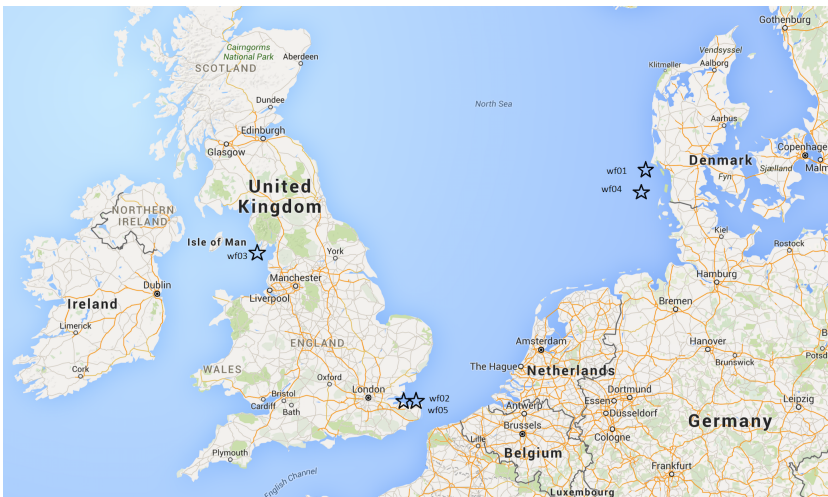 Gothenburg
Cairngorms
National Park
Aberdeen
SCOTLAND
Vendsyssel
Aalborg
Klitmøller
Dundee
North Sea
Aarhus
Edinburgh
Glasgow
Copenhage
Malm
Denmark
Sjælland
Fyn
wf01
wf04
United
Kingdom
NORTHERN
IRELAND
Isle of Man
wf03
York
Kiel
Rostock
Manchester
Liverpool
Hamburg
Dublin
Ireland
Bremen
Limerick
ENGLAND
Amsterdam
Hanover
B
Potsd
Brunswick
WALES
Cork
Oxford
The Hague
Netherlands
London
Bristol
Cardiff
Bath
wf02
wf05
Dortmund
Essen
Düsseldorf
Leipzig
Antwerp
Brussels
Cologne
Germany
Lille
Belgium
Plymouth
English Channel
Frankfurt
Luxembourg